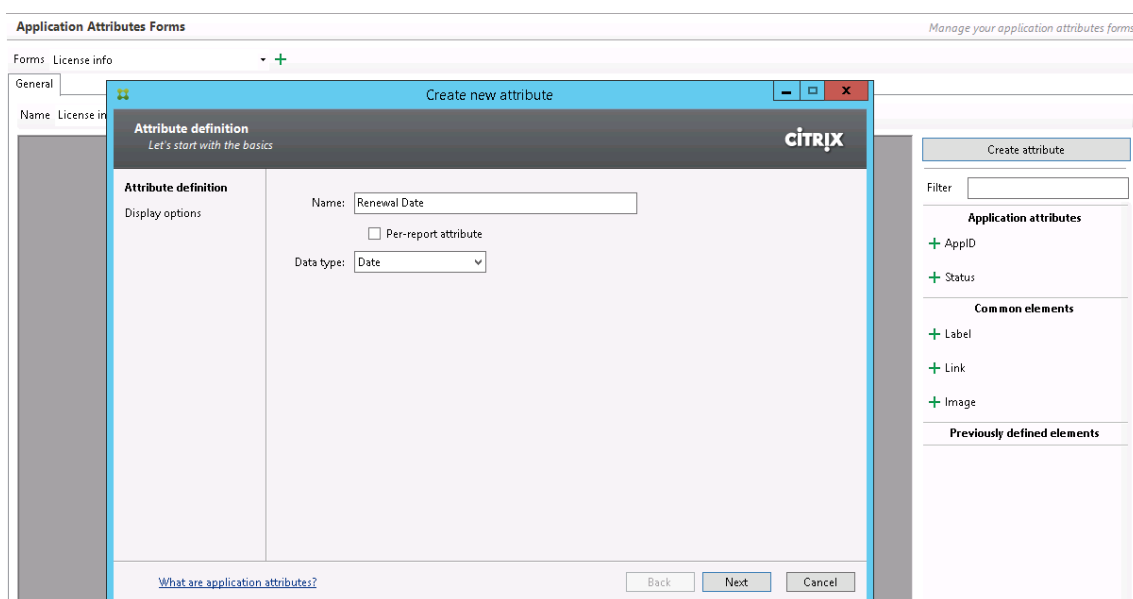 Application Attributes Forms
Manage your application attributes forms
Forms License info
General
Create new attribute
Name License in
Attribute definition
Let's start with the basics
CITRIX
Create attribute
Attribute definition
Display options
Name: Renewal Date
Per-report attribute
Data type: Date
Filter
Application attributes
AppID
Status
Common elements
Label
Link
Image
Previously defined elements
What are application attributes?
Back Next Cancel